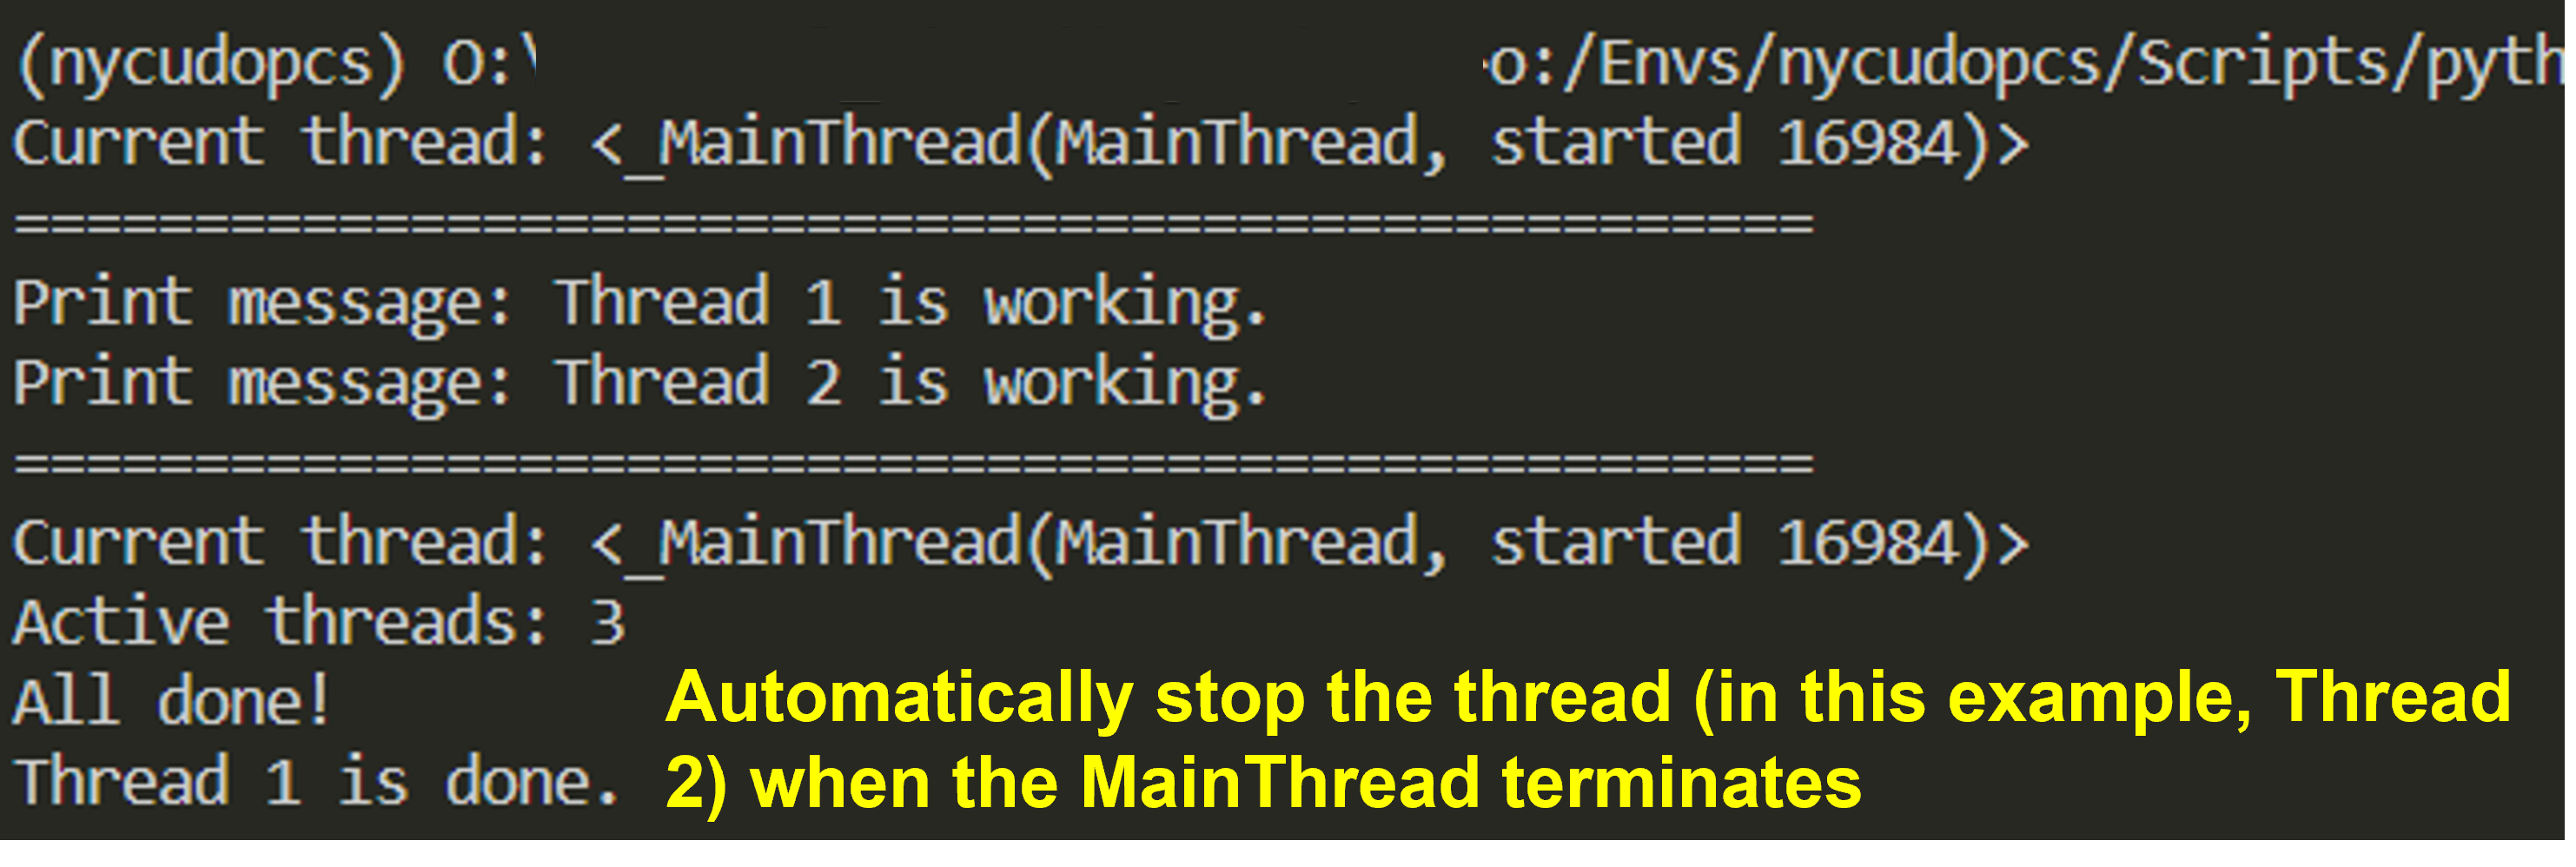 (nycudopcs) O:\ o:/Envs/nycudopcs/Scripts/pyth
Current thread: <_MainThread(MainThread, started 16984)>
==================================================
Print message: Thread 1 is working.
Print message: Thread 2 is working.
==================================================
Current thread: <_MainThread(MainThread, started 16984)>
Active threads: 3
All done!
Thread 1 is done.
Automatically stop the thread (in this example, Thread
2) when the MainThread terminates